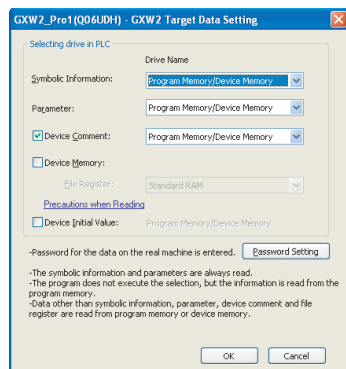 GXW2_Pro1(Q06UDH) - GXW2 Target Data Setting
Selecting drive in PLC
Drive Name
Symbolic Information: Program Memory/Device Memory
Parameter: Program Memory/Device Memory
Device Comment: Program Memory/Device Memory
Device Memory:
File Register: Standard RAM
Precautions when Reading
Device Initial Value: Program Memory/Device Memory
-Password for the data on the real machine is entered. Password Setting
-The symbolic information and parameters are always read.
-The program does not execute the selection, but the information is read from the
program memory.
-Data other than symbolic information, parameter, device comment and file
register are read from program memory or device memory.
OK Cancel